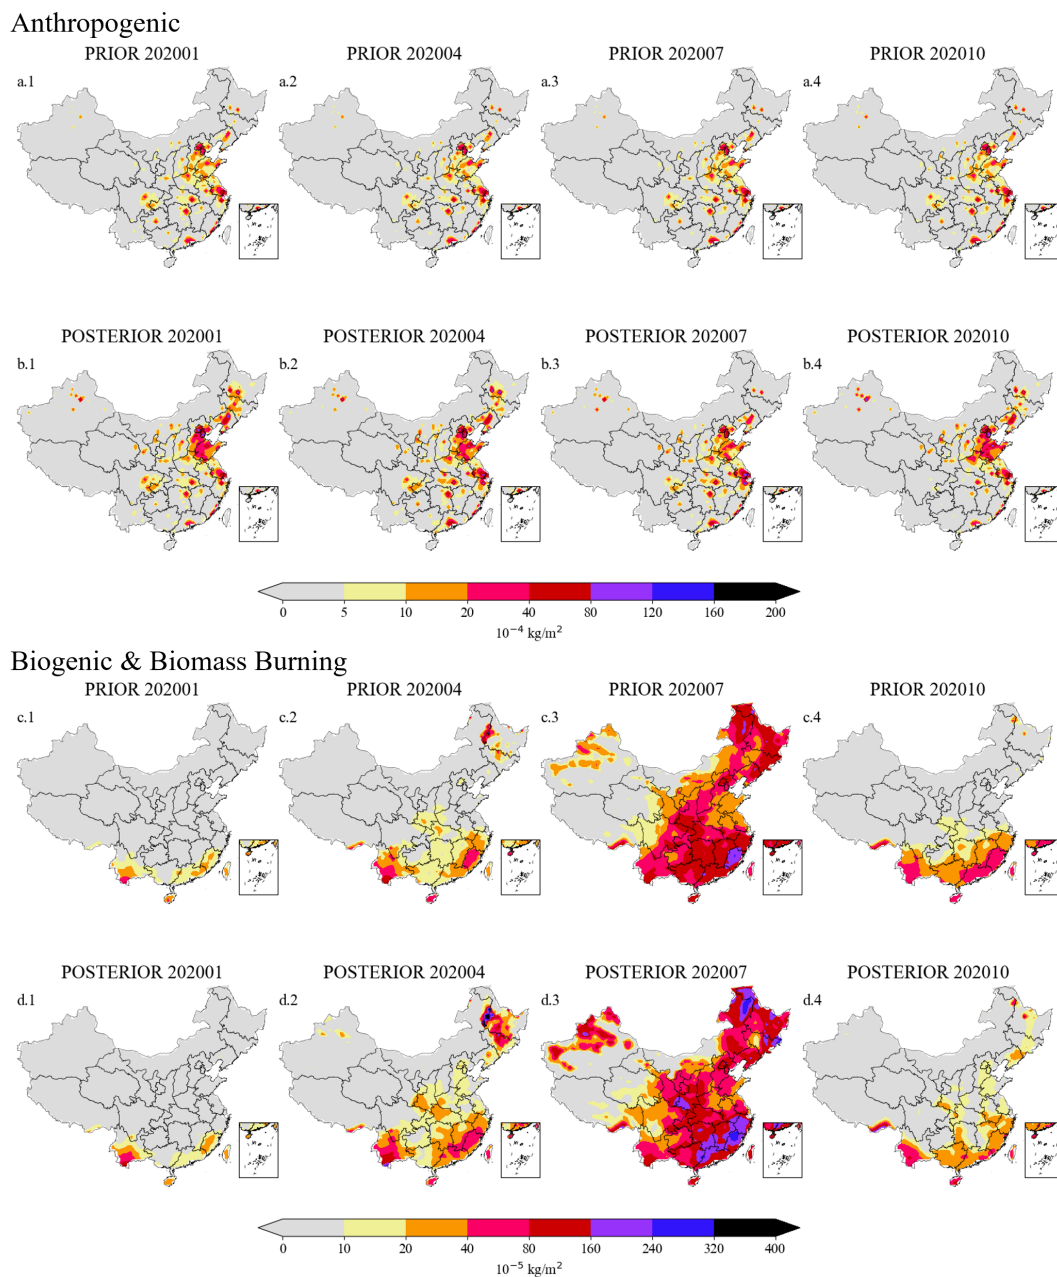 Anthropogenic
PRIOR 202001
PRIOR 202004
PRIOR 202007
PRIOR 202010
a.1
a.2
a.3
a.4
POSTERIOR 202001
POSTERIOR 202004
POSTERIOR 202007
POSTERIOR 202010
b.1
b.2
b.3
b.4
0 5 10 20 40 80 120 160 200
10⁻⁴ kg/m²
Biogenic & Biomass Burning
PRIOR 202001
PRIOR 202004
PRIOR 202007
PRIOR 202010
c.1
c.2
c.3
c.4
POSTERIOR 202001
POSTERIOR 202004
POSTERIOR 202007
POSTERIOR 202010
d.1
d.2
d.3
d.4
0 10 20 40 80 160 240 320 400
10⁻⁵ kg/m²